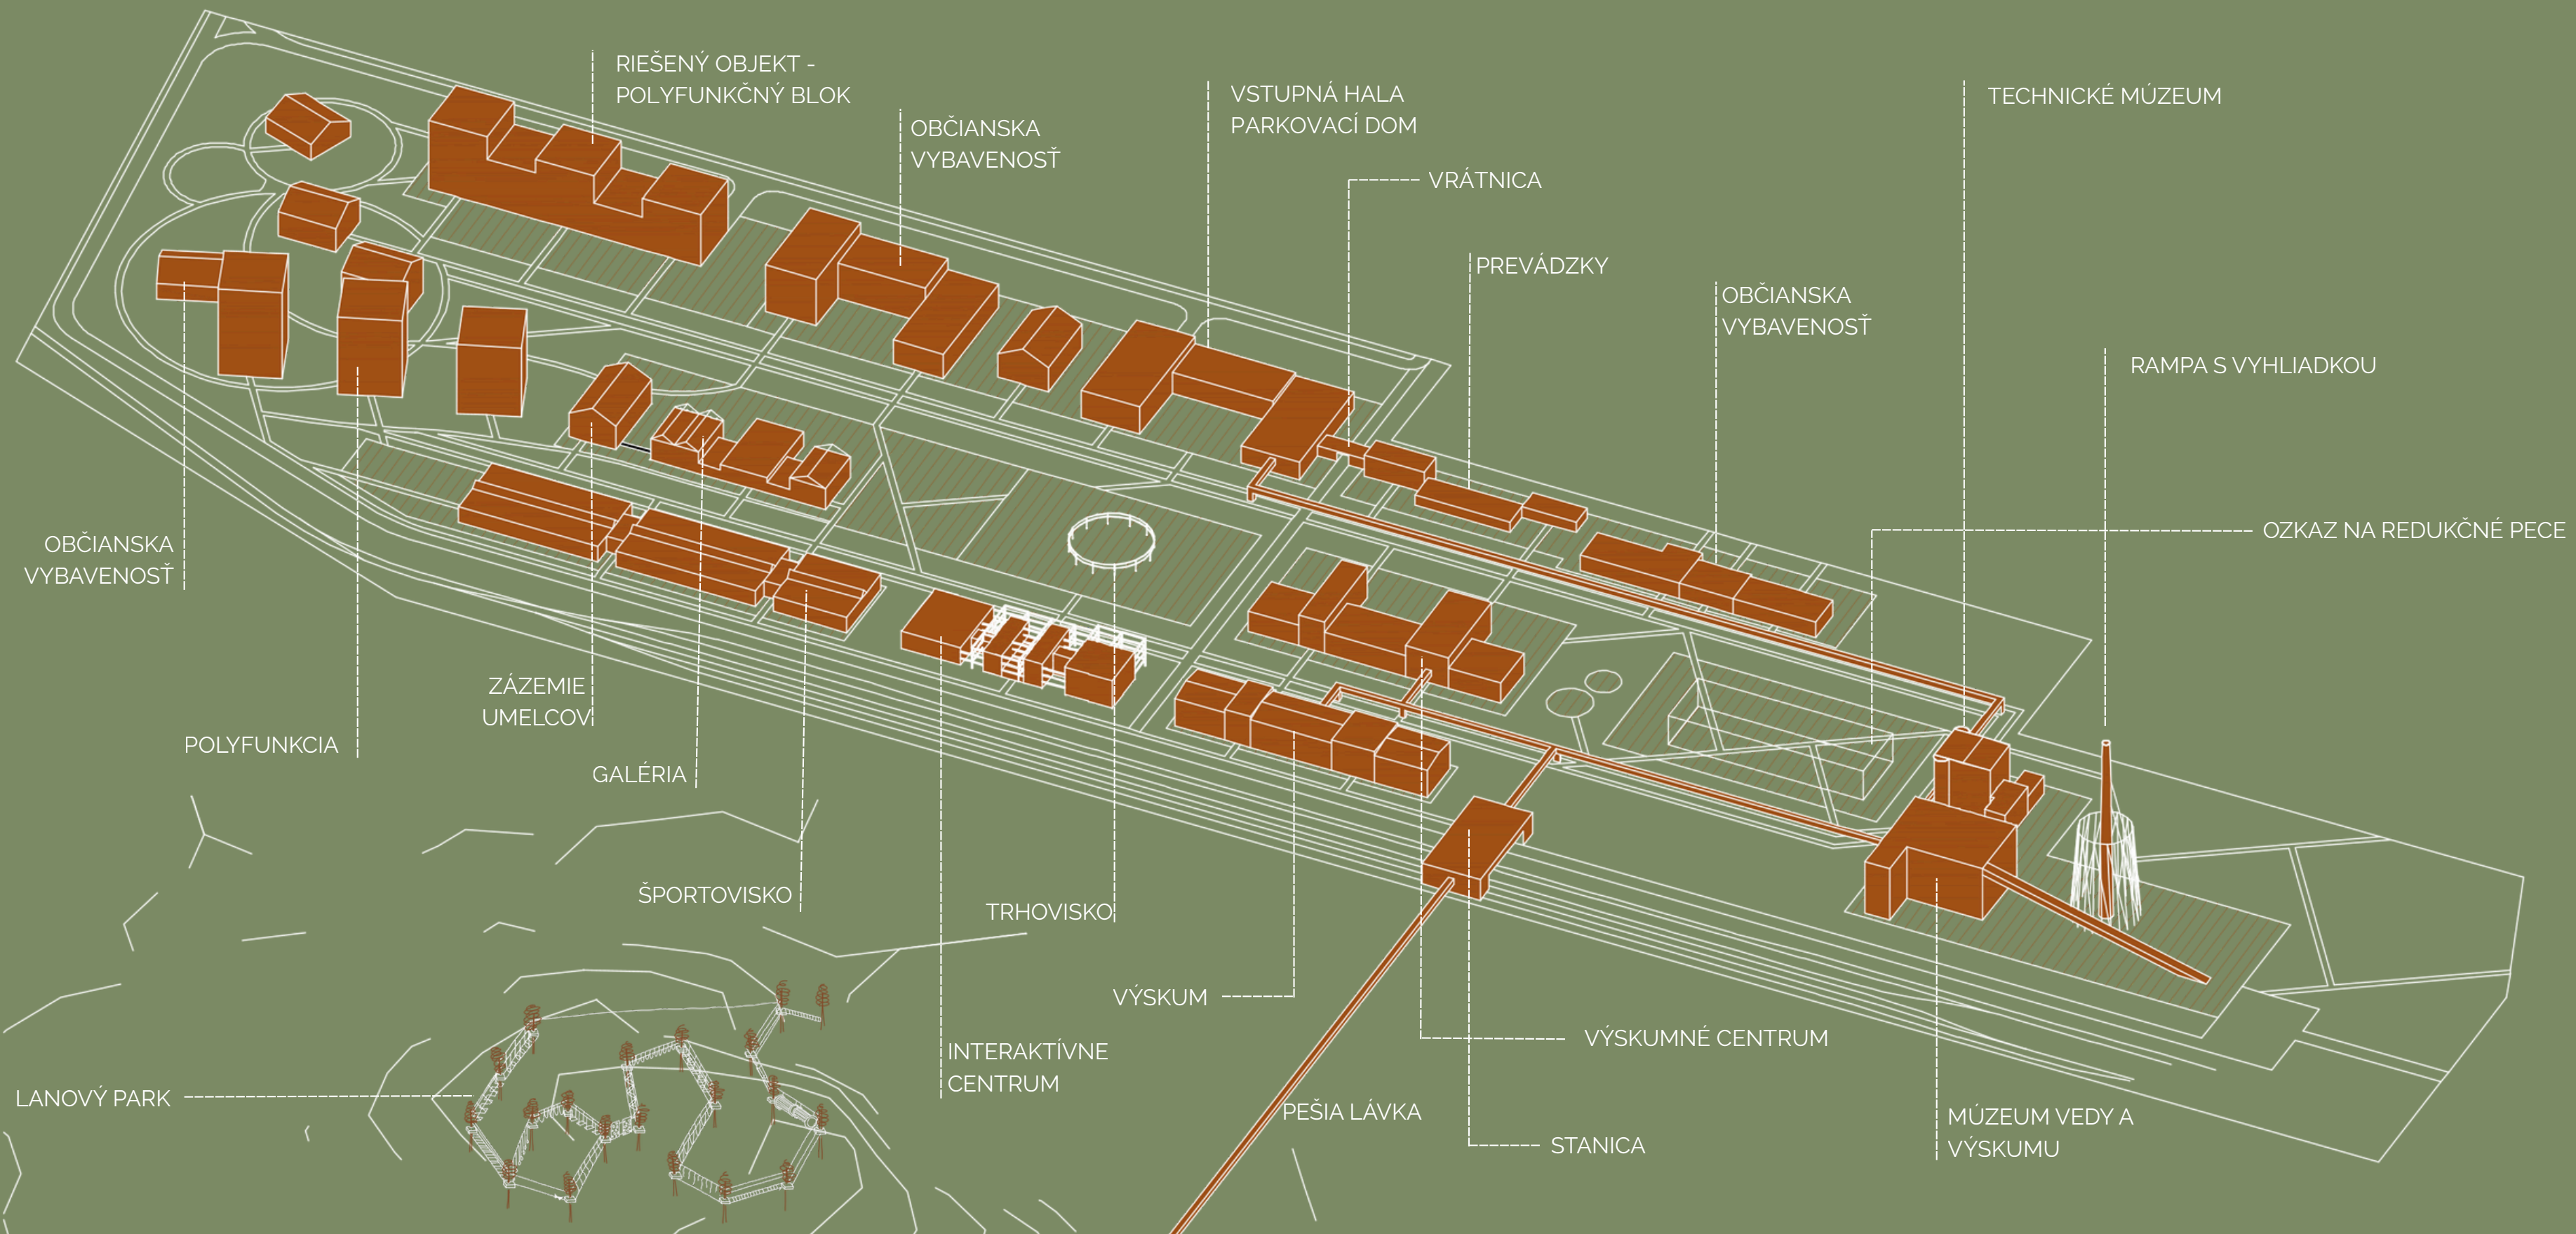 RIEŠENÝ OBJEKT -
POLYFUNKČNÝ BLOK
OBČIANSKA
VYBAVENOSŤ
VSTUPNÁ HALA
PARKOVACÍ DOM
VRÁTNICA
PREVÁDZKY
OBČIANSKA
VYBAVENOSŤ
TECHNICKÉ MÚZEUM
RAMPA S VYHLIADKOU
OZKAZ NA REDUKČNÉ PECE
OBČIANSKA
VYBAVENOSŤ
POLYFUNKCIA
ZÁZEMIE
UMELCOV
GALÉRIA
ŠPORTOVISKO
TRHOVISKO
VÝSKUM
INTERAKTÍVNE
CENTRUM
VÝSKUMNÉ CENTRUM
LANOVÝ PARK
PEŠIA LÁVKA
STANICA
MÚZEUM VEDY A
VÝSKUMU